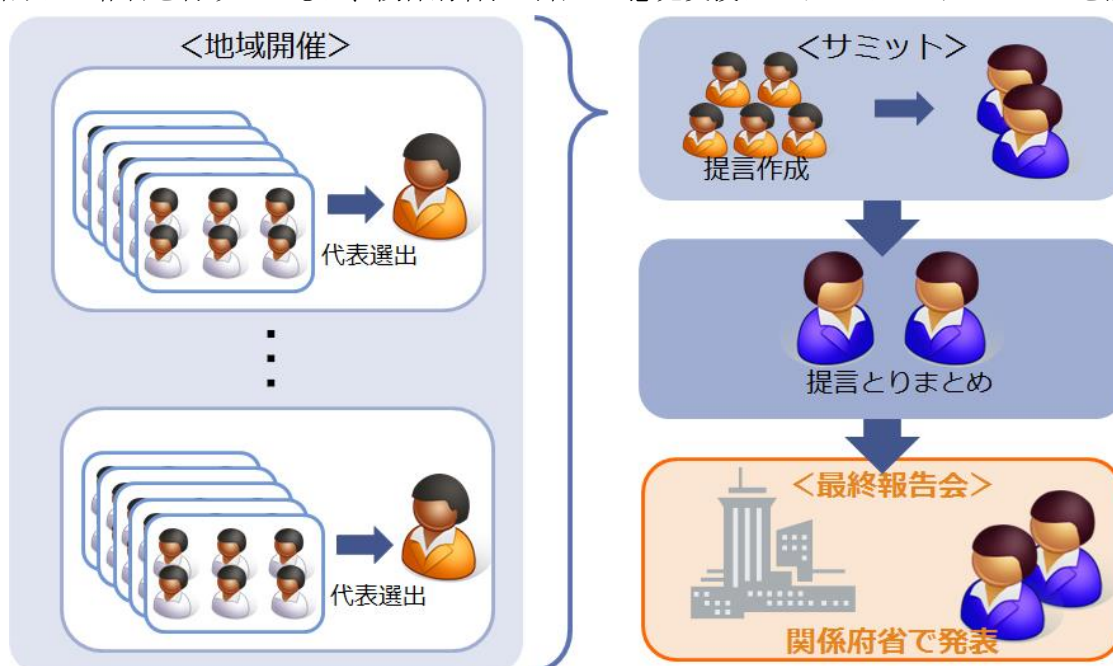 <地域開催>
代表選出
代表選出
<サミット>
提言作成
提言とりまとめ
<最終報告会>
関係府省で発表